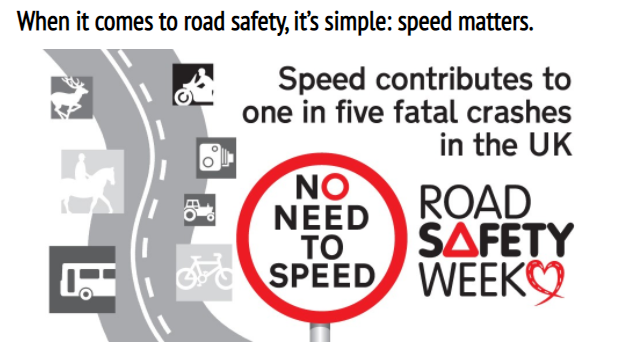 When it comes to road safety, it's simple: speed matters.
Speed contributes to
one in five fatal crashes
in the UK
NO
NEED
TO
SPEED
ROAD
SAFETY
WEEK